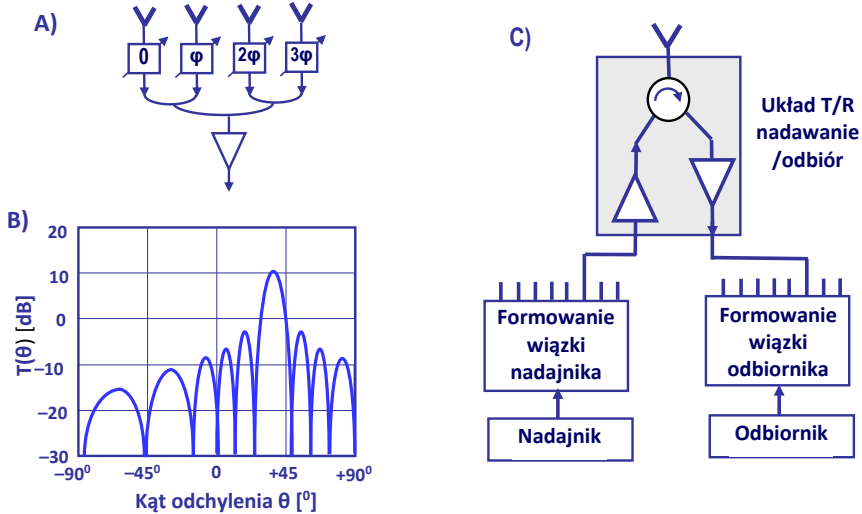 A)
0 φ 2φ 3φ
B)
T(θ) [dB]
20
10
0
–10
–20
–30
–90⁰ –45⁰ 0 +45 +90⁰
Kąt odchylenia θ [⁰]
C)
Układ T/R
nadawanie
/odbiór
Formowanie
wiązki
nadajnika
Nadajnik
Formowanie
wiązki
odbiornika
Odbiornik